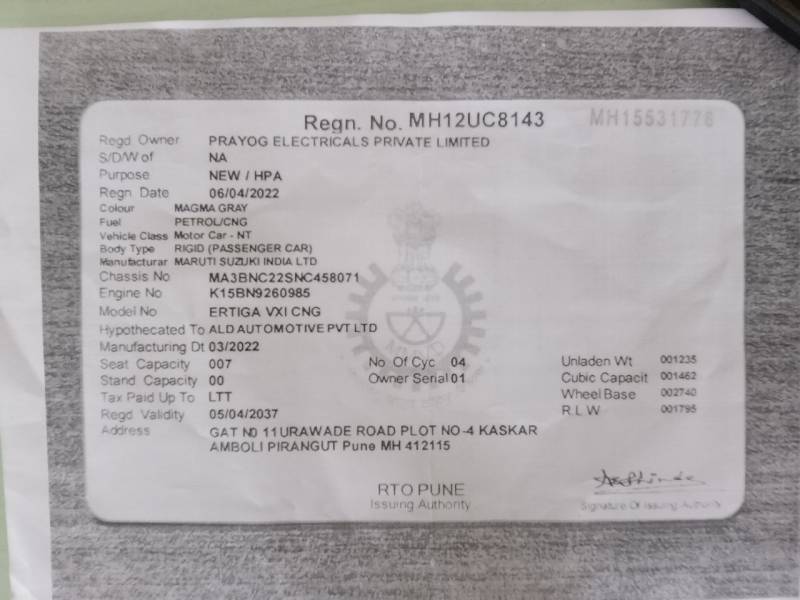 Regn. No. MH12UC8143 MH15531776
Regd Owner PRAYOG ELECTRICALS PRIVATE LIMITED
S/D/W of NA
Purpose NEW / HPA
Regn Date 06/04/2022
Colour MAGMA GRAY
Fuel PETROL/CNG
Vehicle Class Motor Car - NT
Body Type RIGID (PASSENGER CAR)
Manufacturar MARUTI SUZUKI INDIA LTD
Chassis No MA3BNC22SNC458071
Engine No K15BN9260985
Model No ERTIGA VXI CNG
Hypothecated To ALD AUTOMOTIVE PVT LTD
Manufacturing Dt 03/2022
Seat Capacity 007 No Of Cyc 04 Unladen Wt 001235
Stand Capacity 00 Owner Serial 01 Cubic Capacit 001462
Tax Paid Up To LTT Wheel Base 002740
Regd Validity 05/04/2037 R L W 001795
Address GAT NO 11 URAWADE ROAD PLOT NO-4 KASKAR
AMBOLI PIRANGUT Pune MH 412115
RTO PUNE
Issuing Authority
Signature Of Issuing Authority